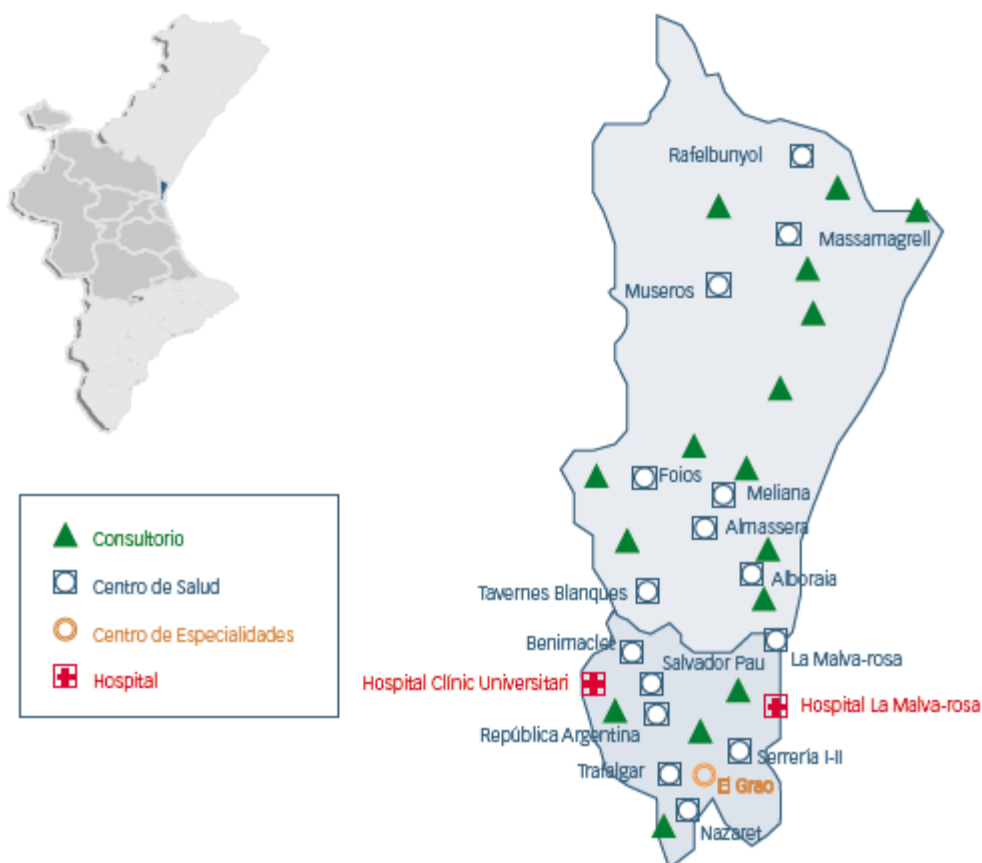 Rafelbunyol
Massamagrell
Museros
Foios
Meliana
Almassera
Alboraia
Tavernes Blanques
Benimaclet
La Malva-rosa
Salvador Pau
Hospital Clínic Universitari
Hospital La Malva-rosa
República Argentina
Serrería I-II
Trafalgar
El Grao
Nazaret
Consultorio
Centro de Salud
Centro de Especialidades
Hospital